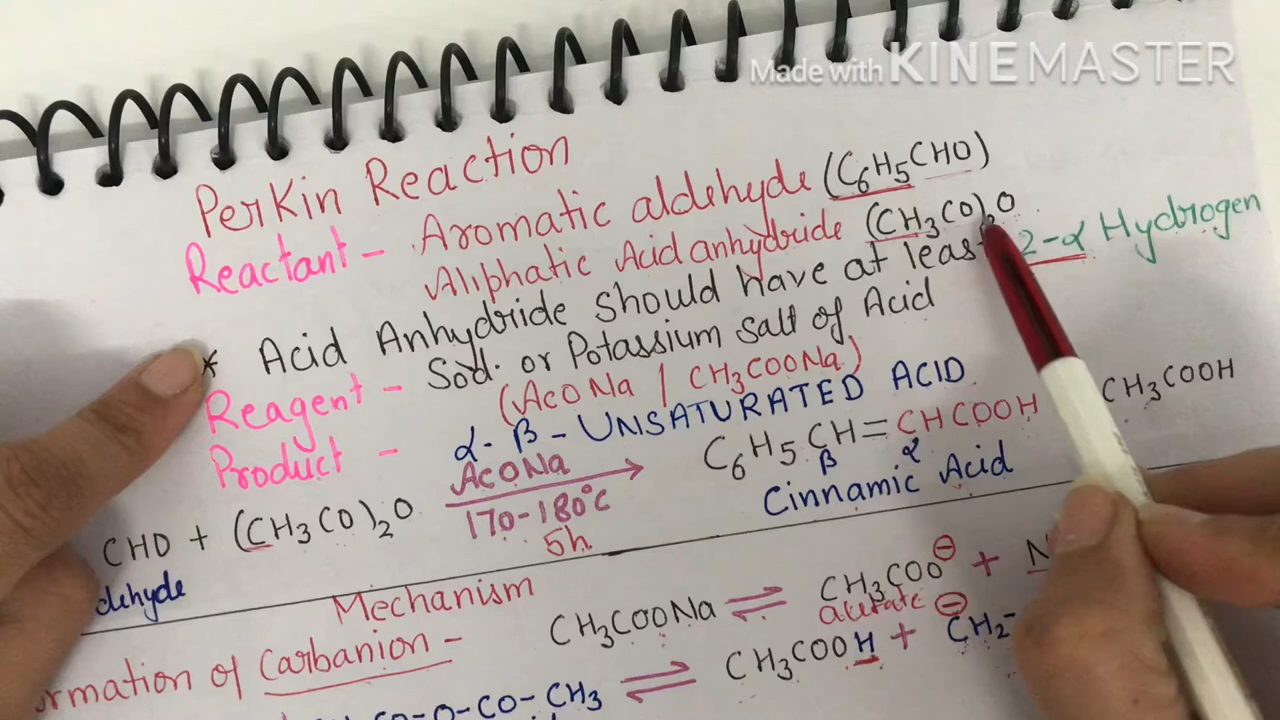 Made with KINEMASTER
Perkin Reaction
Reactant - Aromatic aldehyde (C6H5CHO)
Aliphatic Acid anhydride (CH3CO)2O
* Acid Anhydride should have at least 2-α Hydrogen
Reagent - Sod. or Potassium salt of Acid
(AcONa / CH3COONa)
Product - α-β-UNSATURATED ACID
CHO + (CH3CO)2O AcONa C6H5CH=CHCOOH CH3COOH
170-180°C β α
5h Cinnamic Acid
Mechanism
CH3COONa ⇌ CH3COO⊖ +
acetate
of Carbanion -
⇌ CH3COOH + ⊖CH2-
CO-O-CO-CH3